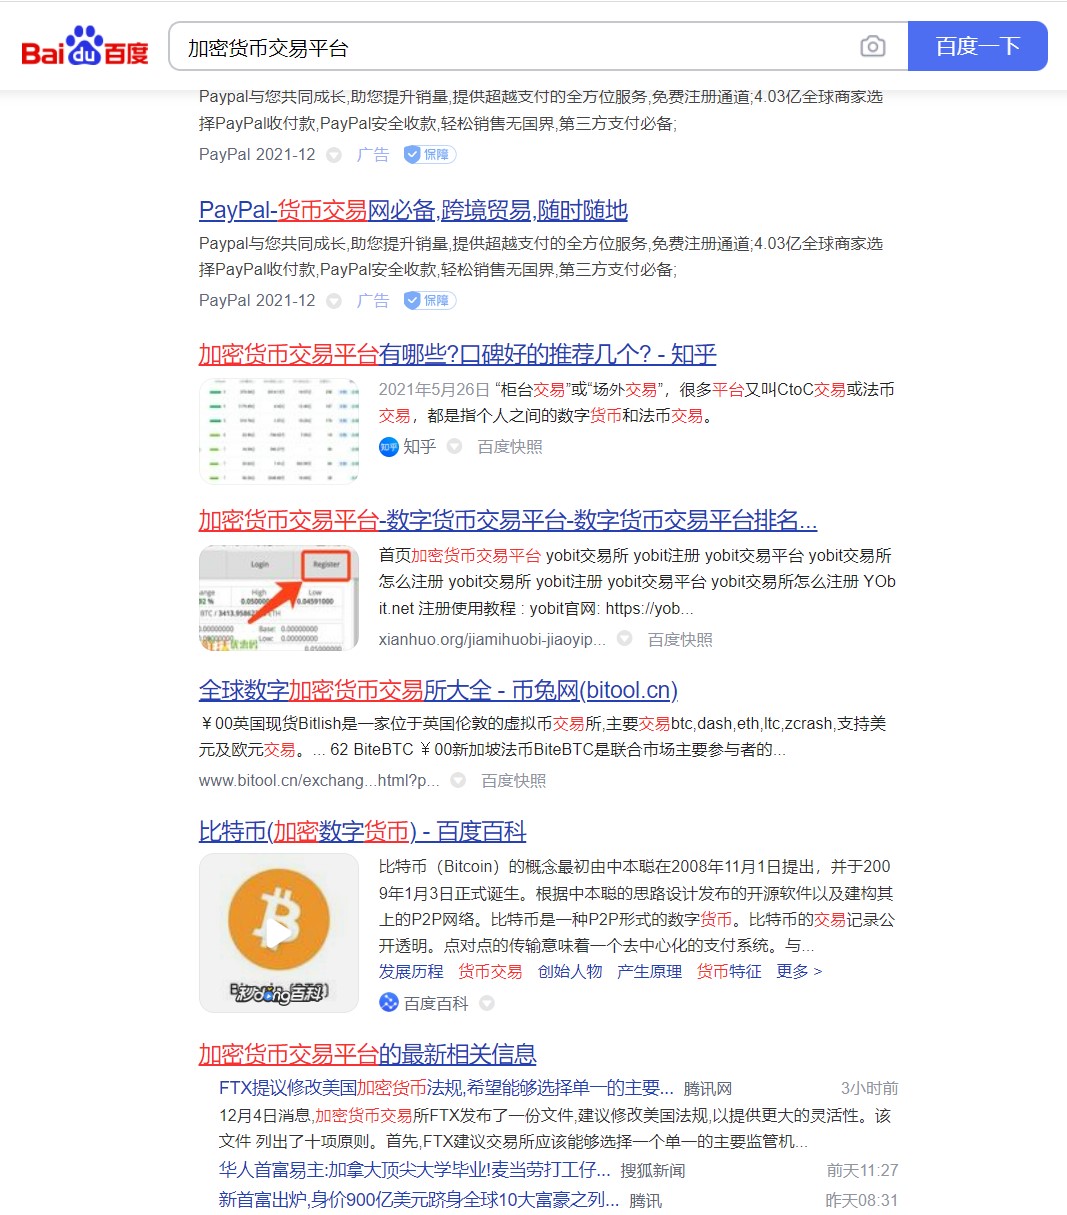 Bai du 百度
加密货币交易平台
百度一下
Paypal与您共同成长,助您提升销量,提供超越支付的全方位服务,免费注册通道;4.03亿全球商家选
择PayPal收付款,PayPal安全收款,轻松销售无国界,第三方支付必备;
PayPal 2021-12 广告 保障
PayPal-货币交易网必备,跨境贸易,随时随地
Paypal与您共同成长,助您提升销量,提供超越支付的全方位服务,免费注册通道;4.03亿全球商家选
择PayPal收付款,PayPal安全收款,轻松销售无国界,第三方支付必备;
PayPal 2021-12 广告 保障
加密货币交易平台有哪些?口碑好的推荐几个? - 知乎
2021年5月26日 “柜台交易”或“场外交易”，很多平台又叫CtoC交易或法币
交易，都是指个人之间的数字货币和法币交易。
知乎 知乎 百度快照
加密货币交易平台-数字货币交易平台-数字货币交易平台排名...
Login Register
ange High Low
92 % 0.0500 0.04591000
BTC / 3413.958623 ETH
0.00000000 Base: 0.00000000
0.08000000 Low: 0.00000000
优惠码 0.05000000
首页加密货币交易平台 yobit交易所 yobit注册 yobit交易平台 yobit交易所
怎么注册 yobit交易所 yobit注册 yobit交易平台 yobit交易所怎么注册 YOb
it.net 注册使用教程 : yobit官网: https://yob...
xianhuo.org/jiamihuobi-jiaoyip... 百度快照
全球数字加密货币交易所大全 - 币兔网(bitool.cn)
￥00英国现货Bitlish是一家位于英国伦敦的虚拟币交易所,主要交易btc,dash,eth,ltc,zcrash,支持美
元及欧元交易。... 62 BiteBTC ￥00新加坡法币BiteBTC是联合市场主要参与者的...
www.bitool.cn/exchang...html?p... 百度快照
比特币(加密数字货币) - 百度百科
秒dong百科
比特币（Bitcoin）的概念最初由中本聪在2008年11月1日提出，并于200
9年1月3日正式诞生。根据中本聪的思路设计发布的开源软件以及建构其
上的P2P网络。比特币是一种P2P形式的数字货币。比特币的交易记录公
开透明。点对点的传输意味着一个去中心化的支付系统。与...
发展历程 货币交易 创始人物 产生原理 货币特征 更多 >
百度百科
加密货币交易平台的最新相关信息
FTX提议修改美国加密货币法规,希望能够选择单一的主要... 腾讯网 3小时前
12月4日消息,加密货币交易所FTX发布了一份文件,建议修改美国法规,以提供更大的灵活性。该
文件 列出了十项原则。首先,FTX建议交易所应该能够选择一个单一的主要监管机...
华人首富易主:加拿大顶尖大学毕业!麦当劳打工仔... 搜狐新闻 前天11:27
新首富出炉,身价900亿美元跻身全球10大富豪之列... 腾讯 昨天08:31